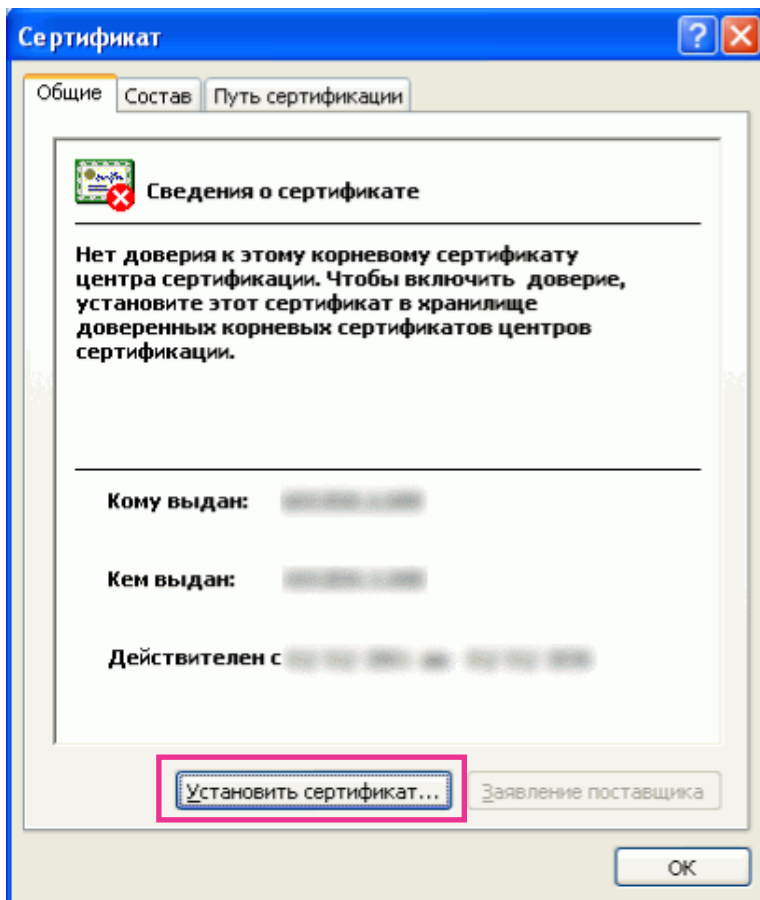 Сертификат
Общие Состав Путь сертификации
Сведения о сертификате
Нет доверия к этому корневому сертификату
центра сертификации. Чтобы включить доверие,
установите этот сертификат в хранилище
доверенных корневых сертификатов центров
сертификации.
Кому выдан:
Кем выдан:
Действителен с
Установить сертификат... Заявление поставщика
ОК